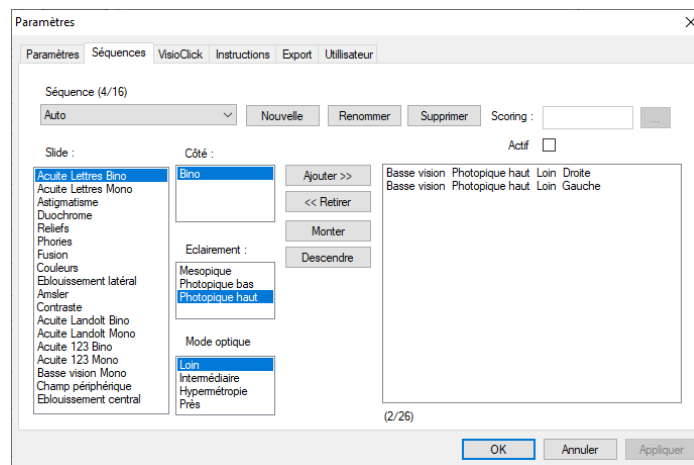 Paramètres
Paramètres Séquences VisioClick Instructions Export Utilisateur
Séquence (4/16)
Auto Nouvelle Renommer Supprimer Scoring : ...
Actif
Slide :
Acuite Lettres Bino
Acuite Lettres Mono
Astigmatisme
Duochrome
Reliefs
Phories
Fusion
Couleurs
Eblouissement latéral
Amsler
Contraste
Acuite Landolt Bino
Acuite Landolt Mono
Acuite 123 Bino
Acuite 123 Mono
Basse vision Mono
Champ périphérique
Eblouissement central
Côté :
Bino
Eclairement :
Mesopique
Photopique bas
Photopique haut
Mode optique
Loin
Intermédiaire
Hypermétropie
Près
Ajouter >>
<< Retirer
Monter
Descendre
Basse vision Photopique haut Loin Droite
Basse vision Photopique haut Loin Gauche
(2/26)
OK Annuler Appliquer